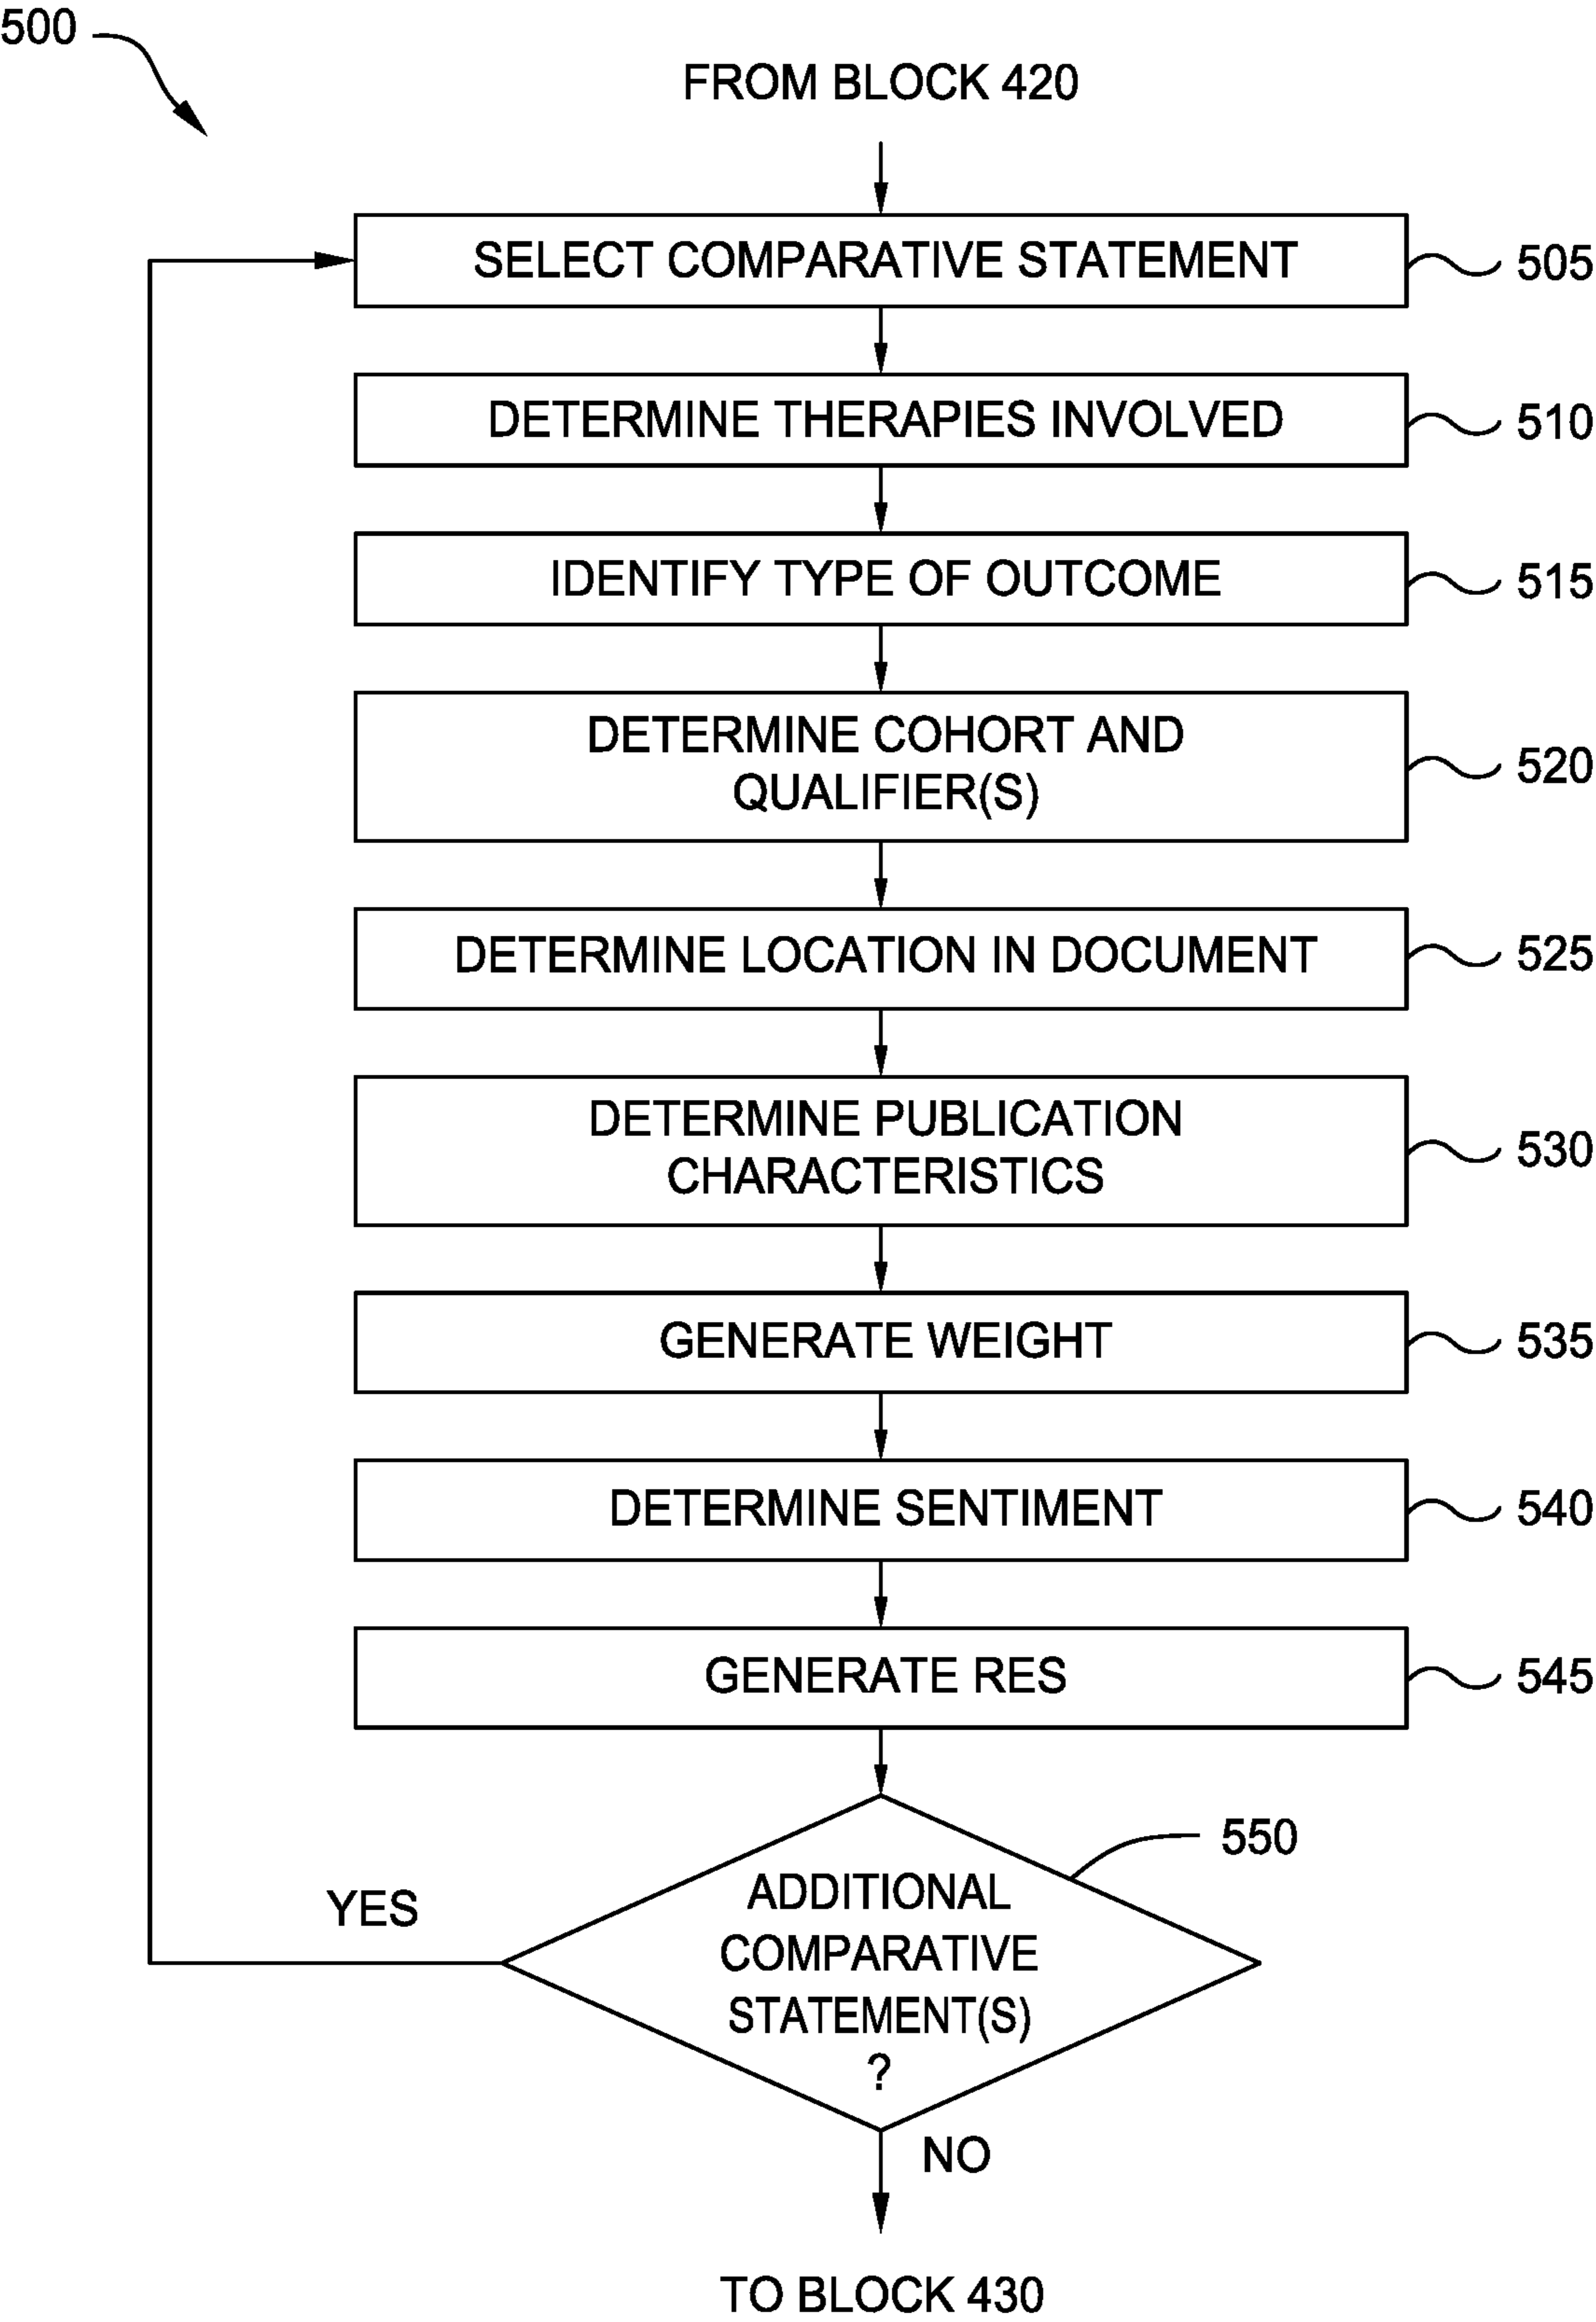 500
FROM BLOCK 420
SELECT COMPARATIVE STATEMENT
505
DETERMINE THERAPIES INVOLVED
510
IDENTIFY TYPE OF OUTCOME
515
DETERMINE COHORT AND
QUALIFIER(S)
520
DETERMINE LOCATION IN DOCUMENT
525
DETERMINE PUBLICATION
CHARACTERISTICS
530
GENERATE WEIGHT
535
DETERMINE SENTIMENT
540
GENERATE RES
545
550
ADDITIONAL
COMPARATIVE
STATEMENT(S)
?
YES
NO
TO BLOCK 430